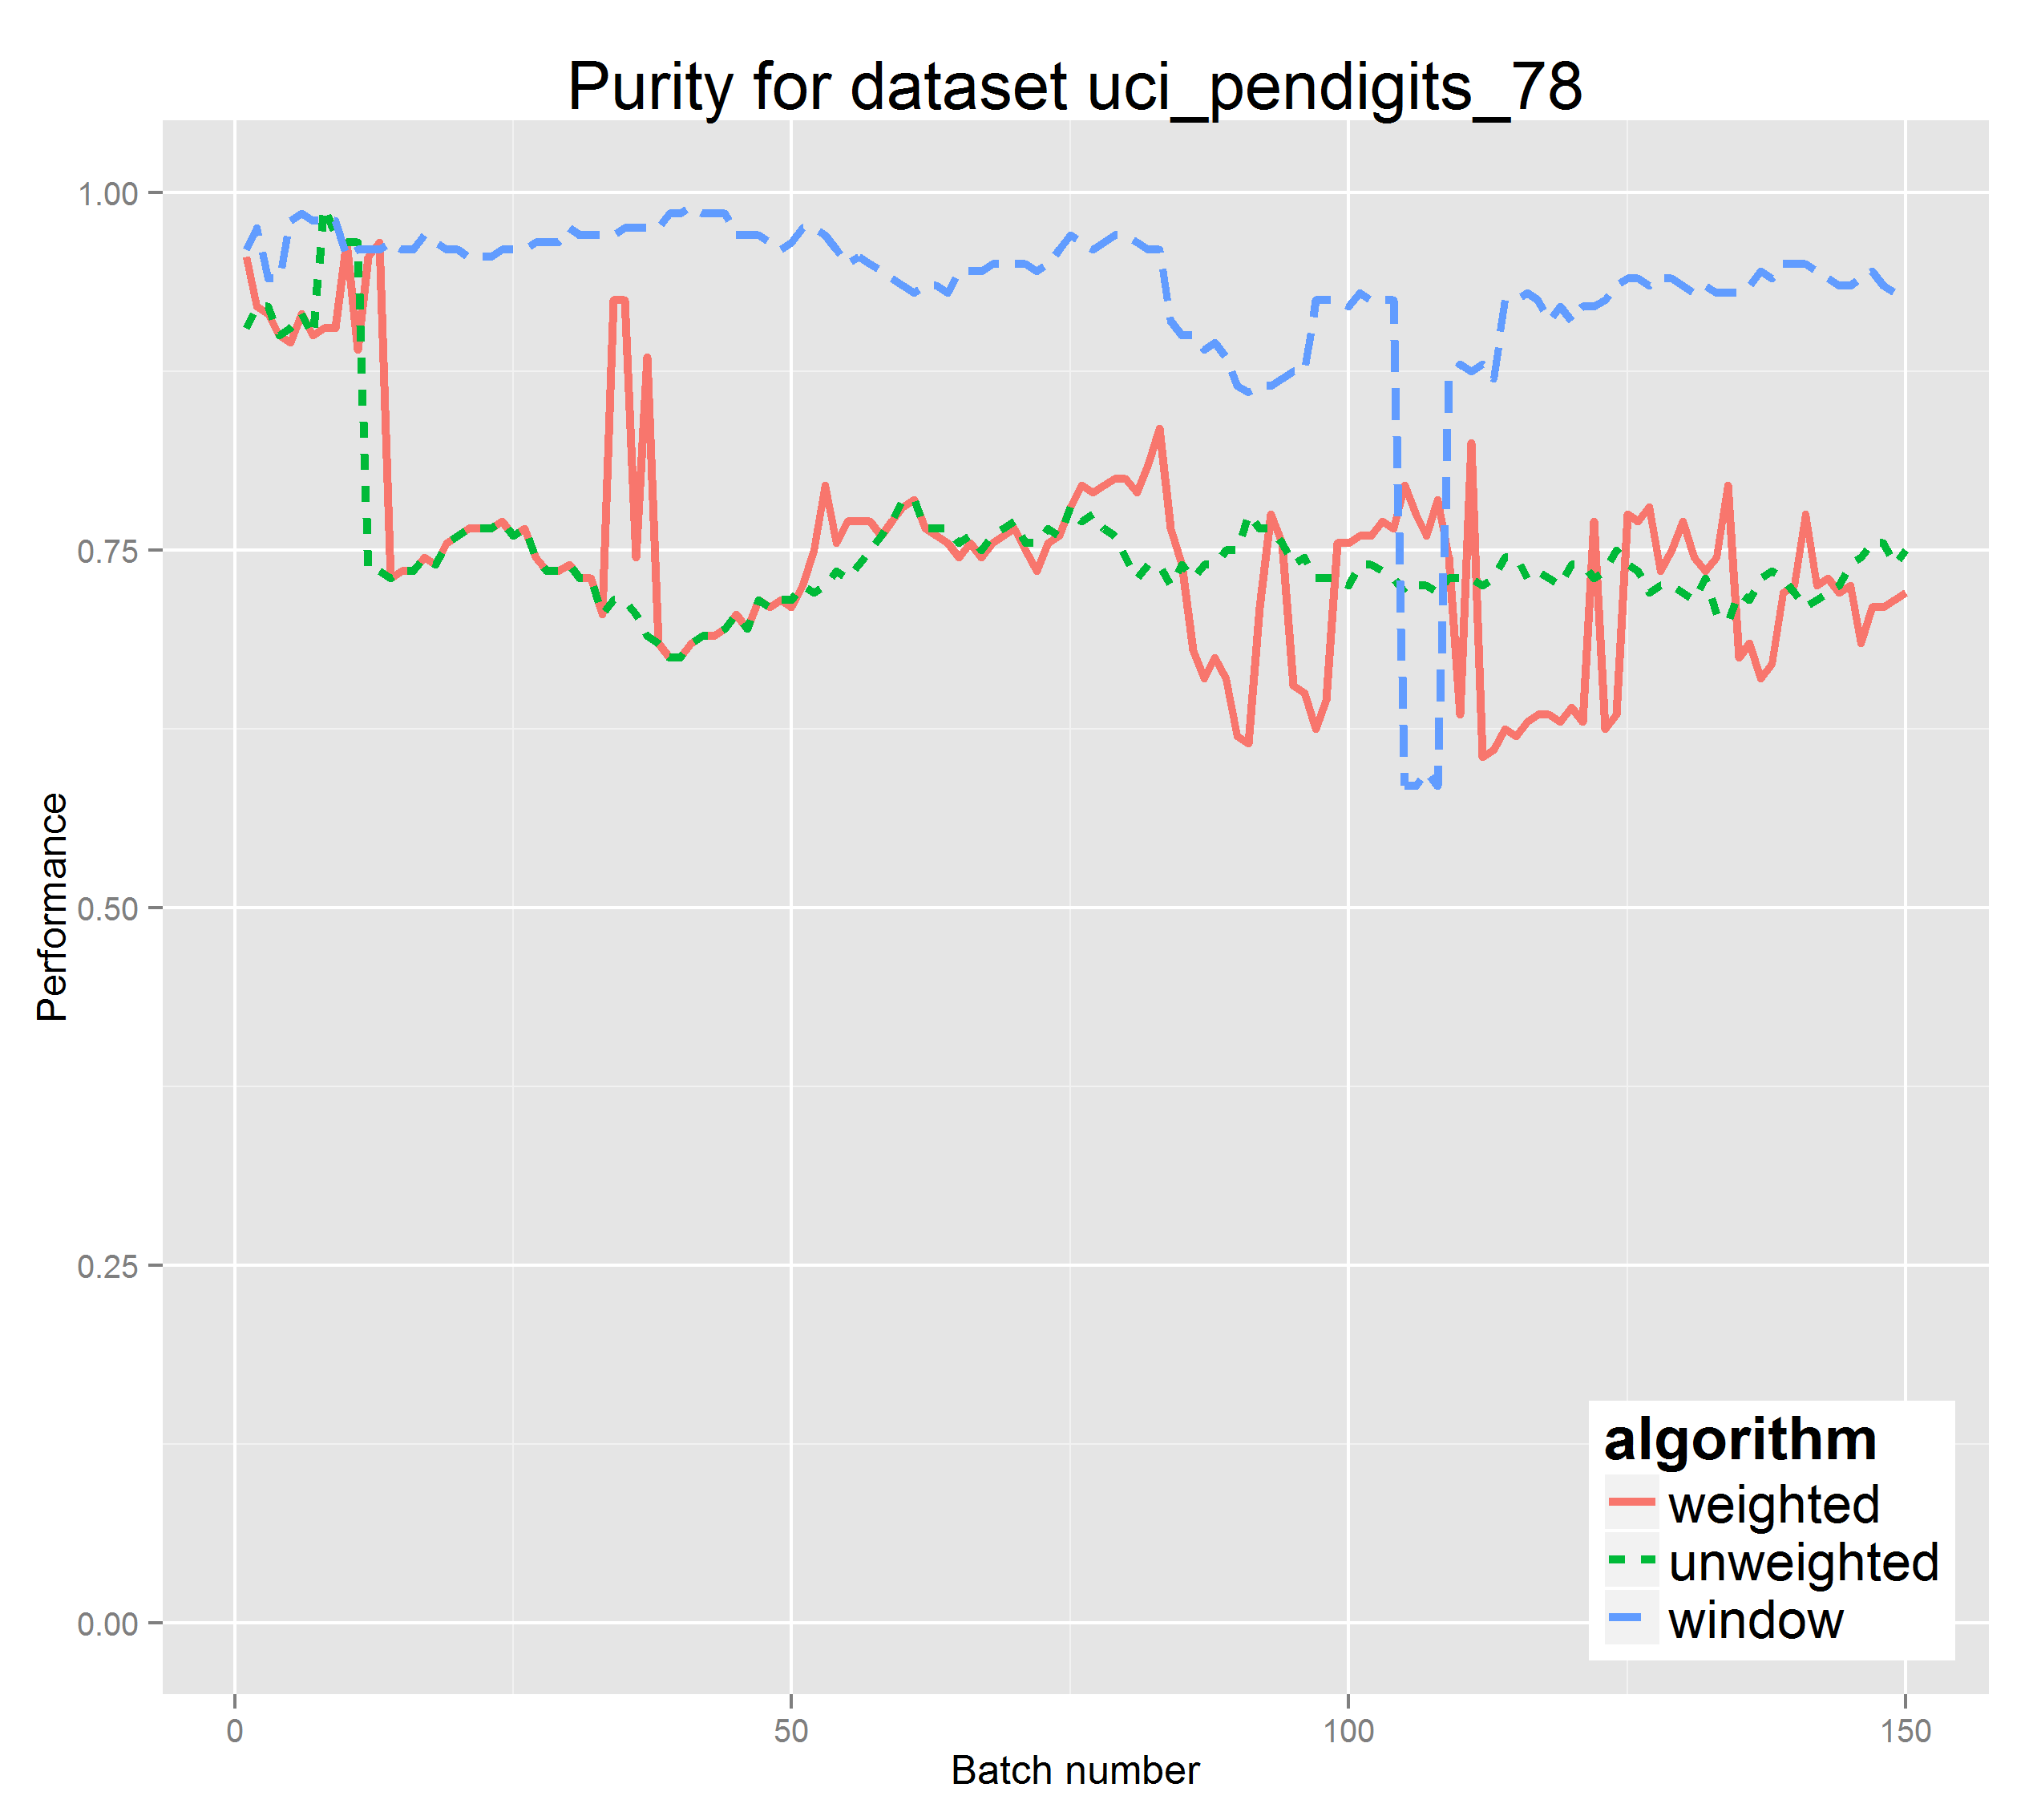 Purity for dataset uci_pendigits_78
1.00
0.75
0.50
0.25
0.00
Performance
0
50
100
150
Batch number
algorithm
weighted
unweighted
window